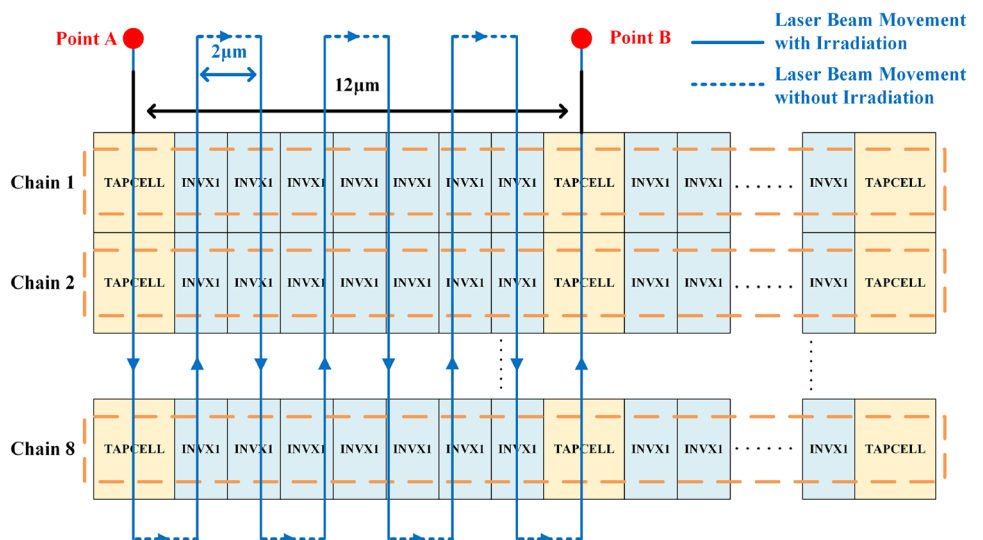 Point A
2μm
Point B
Laser Beam Movement
with Irradiation
Laser Beam Movement
without Irradiation
12μm
Chain 1
TAPCELL INVX1 INVX1 INVX1 INVX1 INVX1 INVX1 INVX1 TAPCELL INVX1 INVX1 ...... INVX1 TAPCELL
Chain 2
TAPCELL INVX1 INVX1 INVX1 INVX1 INVX1 INVX1 INVX1 TAPCELL INVX1 INVX1 ...... INVX1 TAPCELL
Chain 8
TAPCELL INVX1 INVX1 INVX1 INVX1 INVX1 INVX1 INVX1 TAPCELL INVX1 INVX1 ...... INVX1 TAPCELL